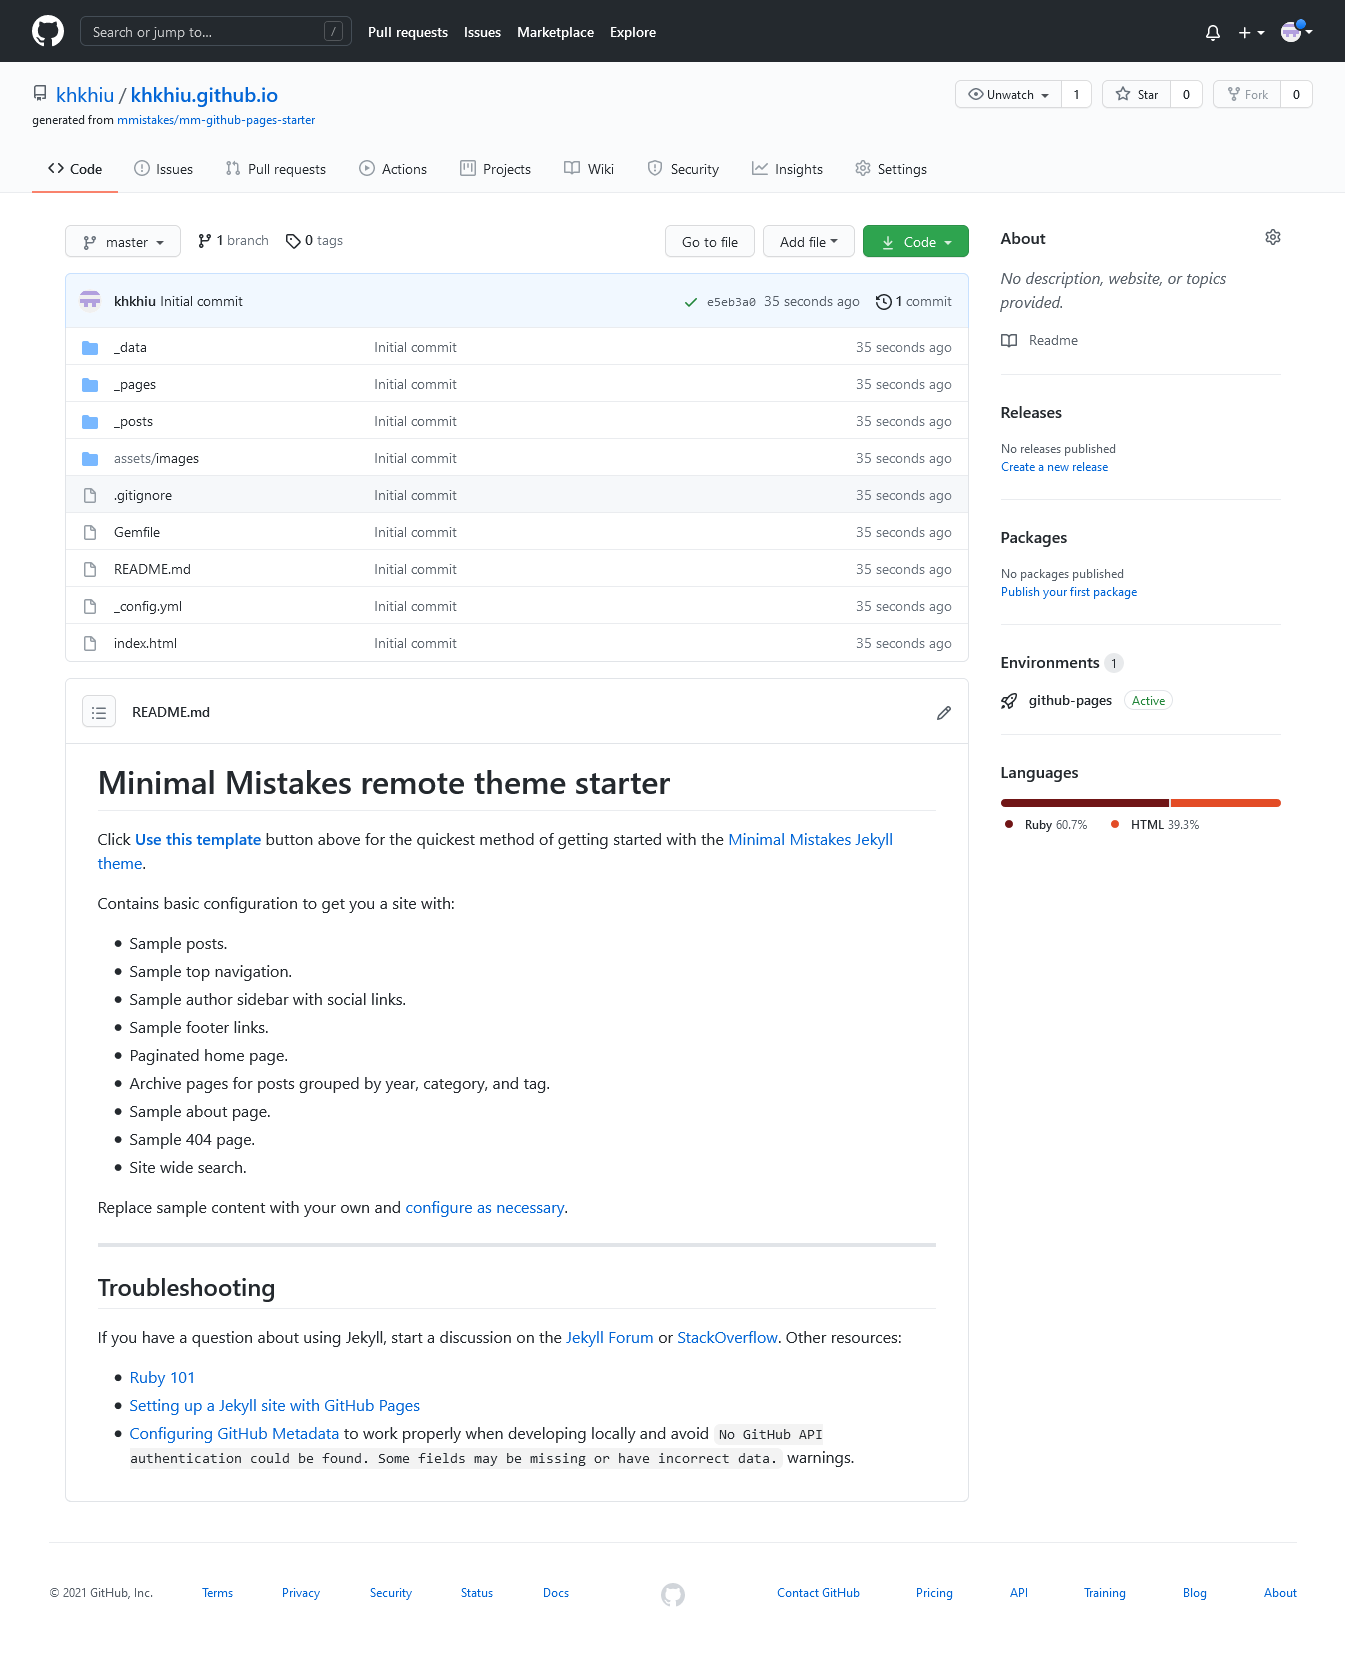 Search or jump to... / Pull requests Issues Marketplace Explore
khkhiu / khkhiu.github.io Unwatch 1 Star 0 Fork 0
generated from mmistakes/mm-github-pages-starter
Code Issues Pull requests Actions Projects Wiki Security Insights Settings
master 1 branch 0 tags Go to file Add file Code
khkhiu Initial commit e5eb3a0 35 seconds ago 1 commit
_data Initial commit 35 seconds ago
_pages Initial commit 35 seconds ago
_posts Initial commit 35 seconds ago
assets/images Initial commit 35 seconds ago
.gitignore Initial commit 35 seconds ago
Gemfile Initial commit 35 seconds ago
README.md Initial commit 35 seconds ago
_config.yml Initial commit 35 seconds ago
index.html Initial commit 35 seconds ago
README.md
Minimal Mistakes remote theme starter
Click Use this template button above for the quickest method of getting started with the Minimal Mistakes Jekyll
theme.
Contains basic configuration to get you a site with:
Sample posts.
Sample top navigation.
Sample author sidebar with social links.
Sample footer links.
Paginated home page.
Archive pages for posts grouped by year, category, and tag.
Sample about page.
Sample 404 page.
Site wide search.
Replace sample content with your own and configure as necessary.
Troubleshooting
If you have a question about using Jekyll, start a discussion on the Jekyll Forum or StackOverflow. Other resources:
Ruby 101
Setting up a Jekyll site with GitHub Pages
Configuring GitHub Metadata to work properly when developing locally and avoid No GitHub API
authentication could be found. Some fields may be missing or have incorrect data. warnings.
About
No description, website, or topics
provided.
Readme
Releases
No releases published
Create a new release
Packages
No packages published
Publish your first package
Environments 1
github-pages Active
Languages
Ruby 60.7% HTML 39.3%
© 2021 GitHub, Inc. Terms Privacy Security Status Docs Contact GitHub Pricing API Training Blog About